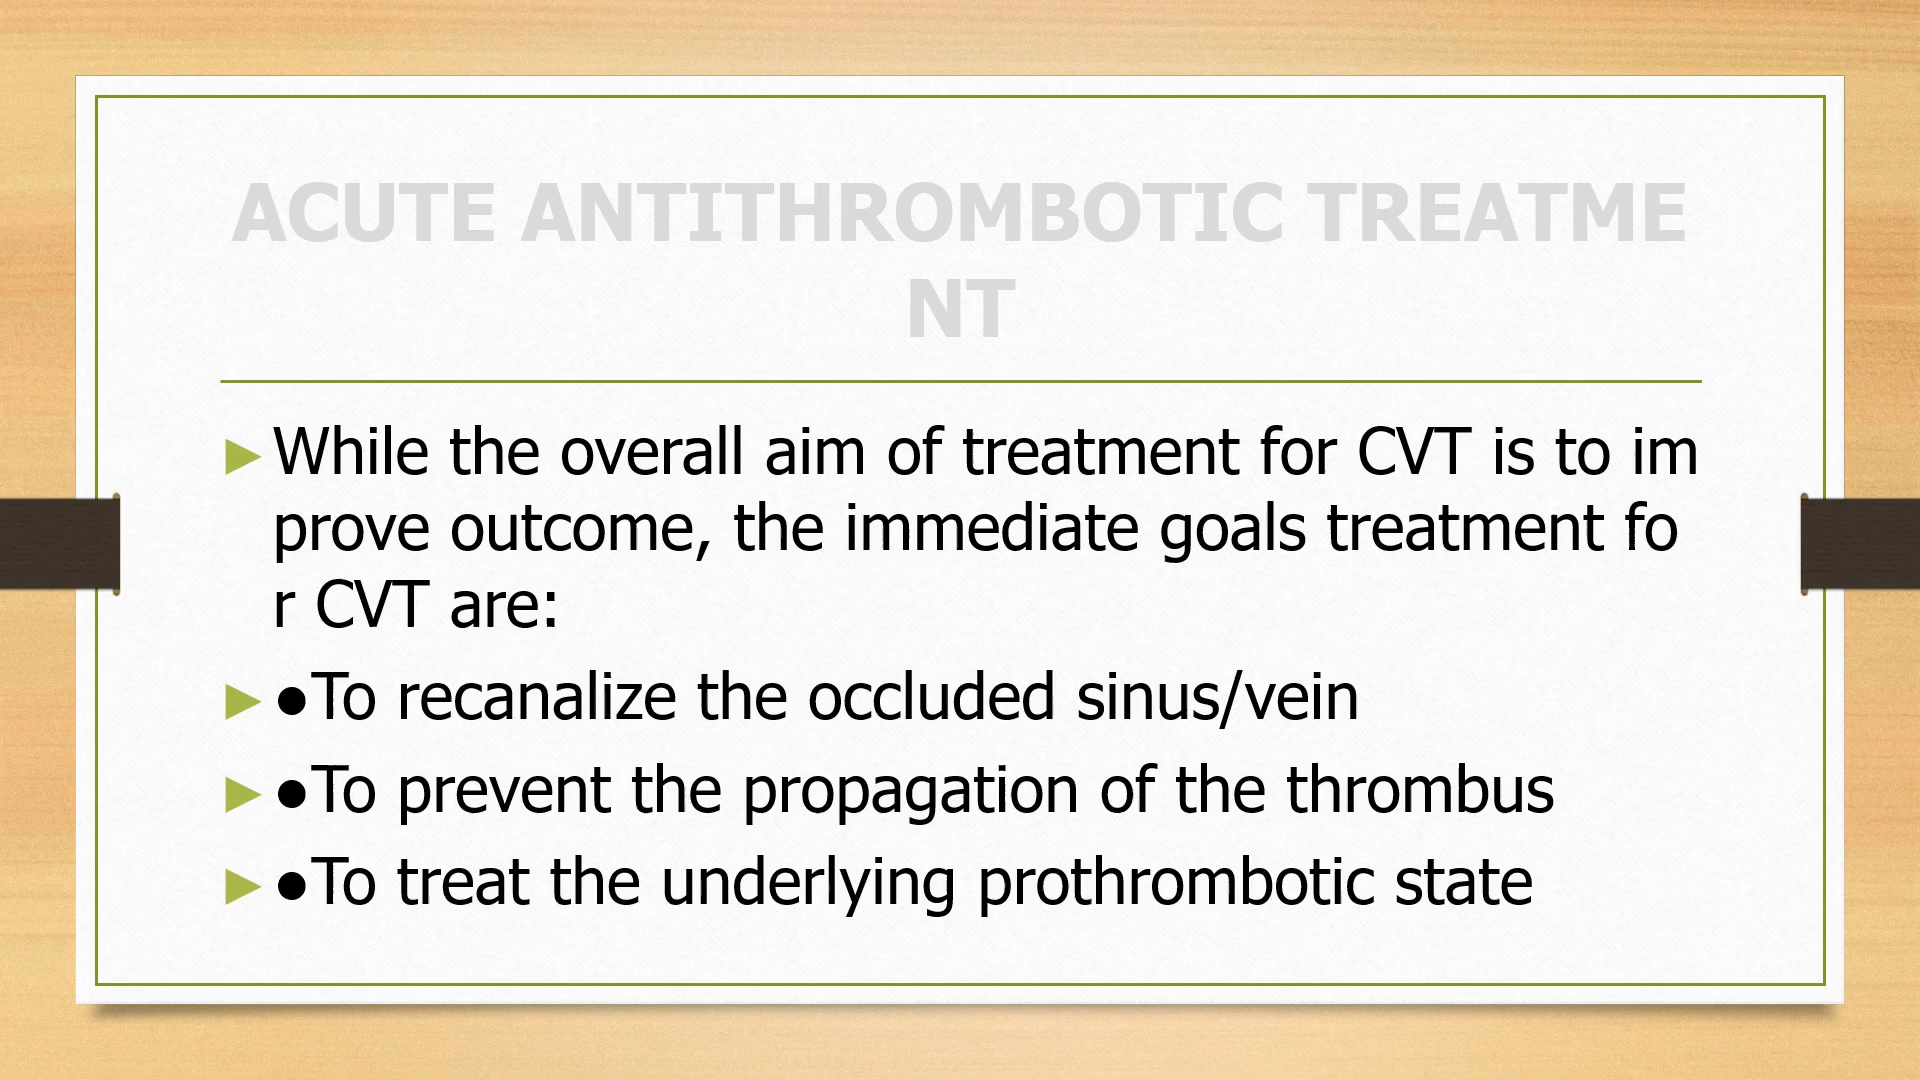 ACUTE ANTITHROMBOTIC TREATME
NT
►While the overall aim of treatment for CVT is to im
prove outcome, the immediate goals treatment fo
r CVT are:
►●To recanalize the occluded sinus/vein
►●To prevent the propagation of the thrombus
►●To treat the underlying prothrombotic state